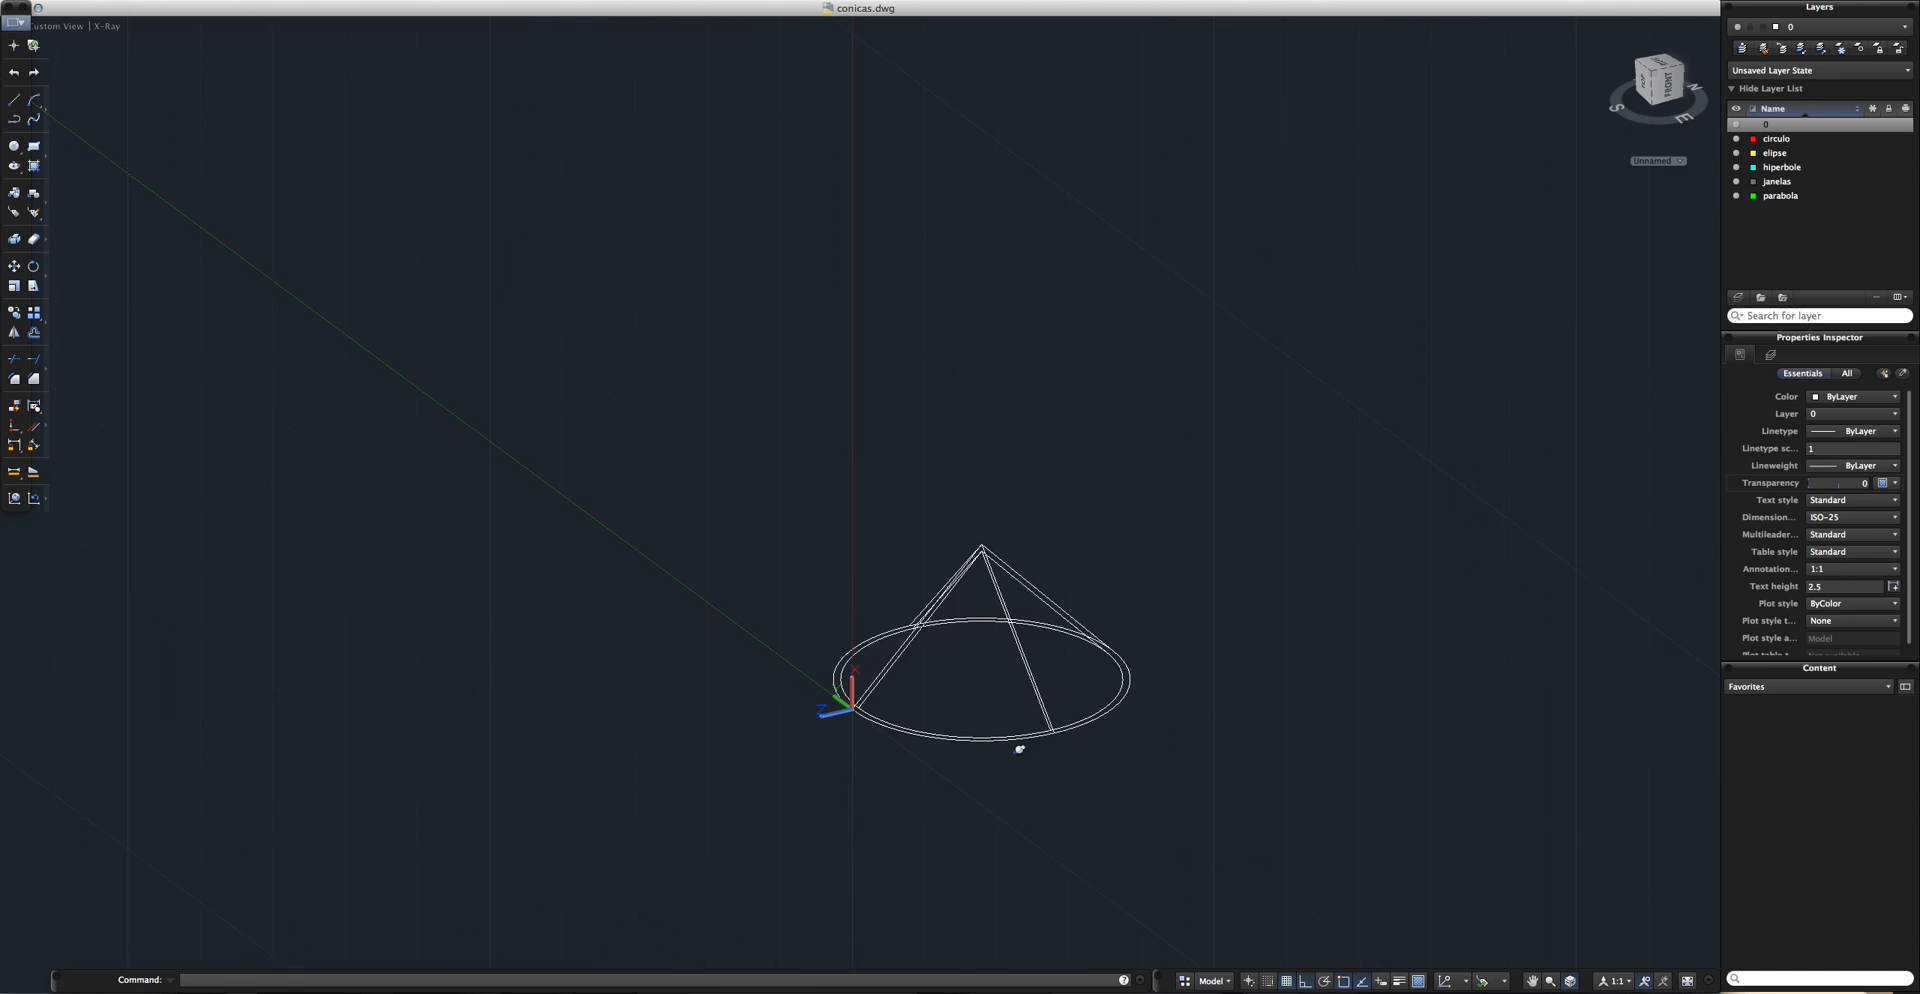 conicas.dwg
Custom View | X-Ray
X
Z
TOP
FRONT
S
N
E
Unnamed
Layers
0
Unsaved Layer State
Hide Layer List
Name
0
circulo
elipse
hiperbole
janelas
parabola
Search for layer
Properties Inspector
Essentials All
Color ByLayer
Layer 0
Linetype ByLayer
Linetype sc... 1
Lineweight ByLayer
Transparency 0
Text style Standard
Dimension... ISO-25
Multileader... Standard
Table style Standard
Annotation... 1:1
Text height 2.5
Plot style ByColor
Plot style t... None
Plot style a... Model
Content
Favorites
Command:
Model
1:1